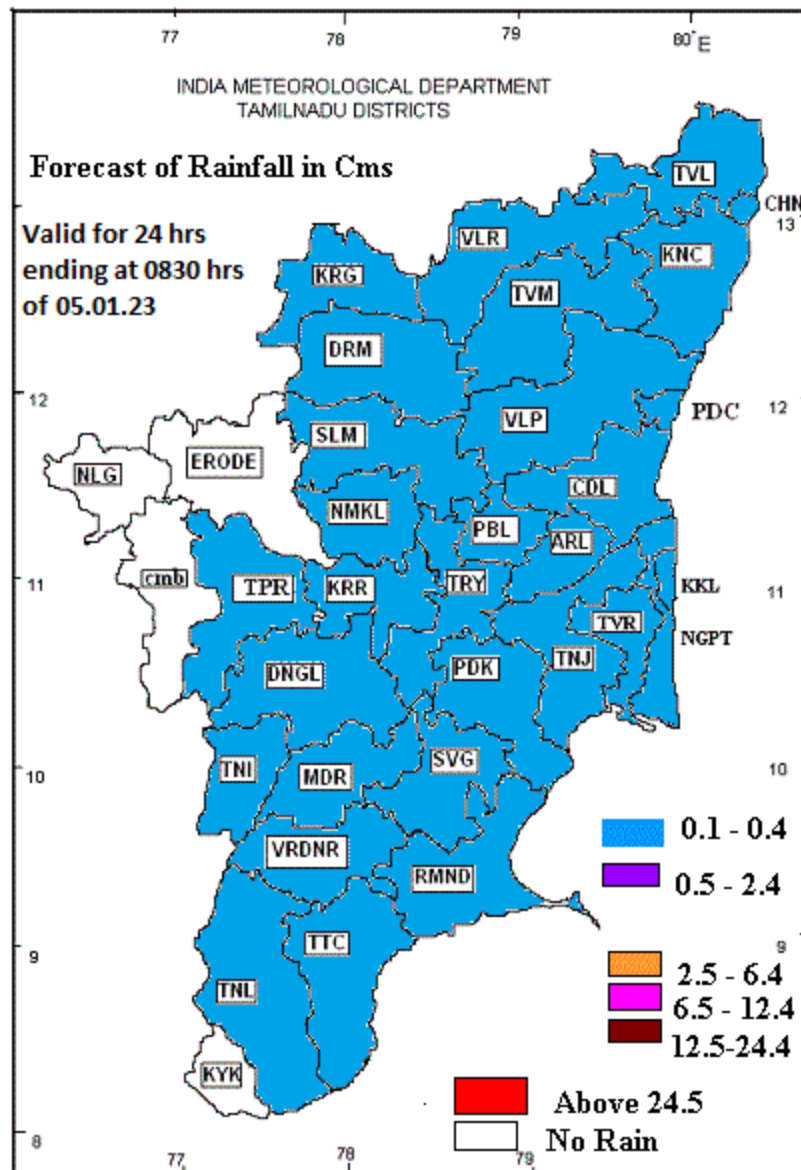 77 78 79 80°E
INDIA METEOROLOGICAL DEPARTMENT
TAMILNADU DISTRICTS
Forecast of Rainfall in Cms
Valid for 24 hrs
ending at 0830 hrs
of 05.01.23
TVL
CHN
13
VLR
KNC
KRG
TVM
DRM
12
12
PDC
VLP
SLM
ERODE
NLG
CDL
NMKL
PBL
ARL
11
cmb
TPR
KRR
TRY
KKL
11
TVR
NGPT
DNGL
PDK
TNJ
10
TNI
MDR
SVG
10
0.1 - 0.4
VRDNR
RMND
0.5 - 2.4
9
TTC
9
2.5 - 6.4
TNL
6.5 - 12.4
12.5-24.4
KYK
Above 24.5
8
No Rain
77 78 79